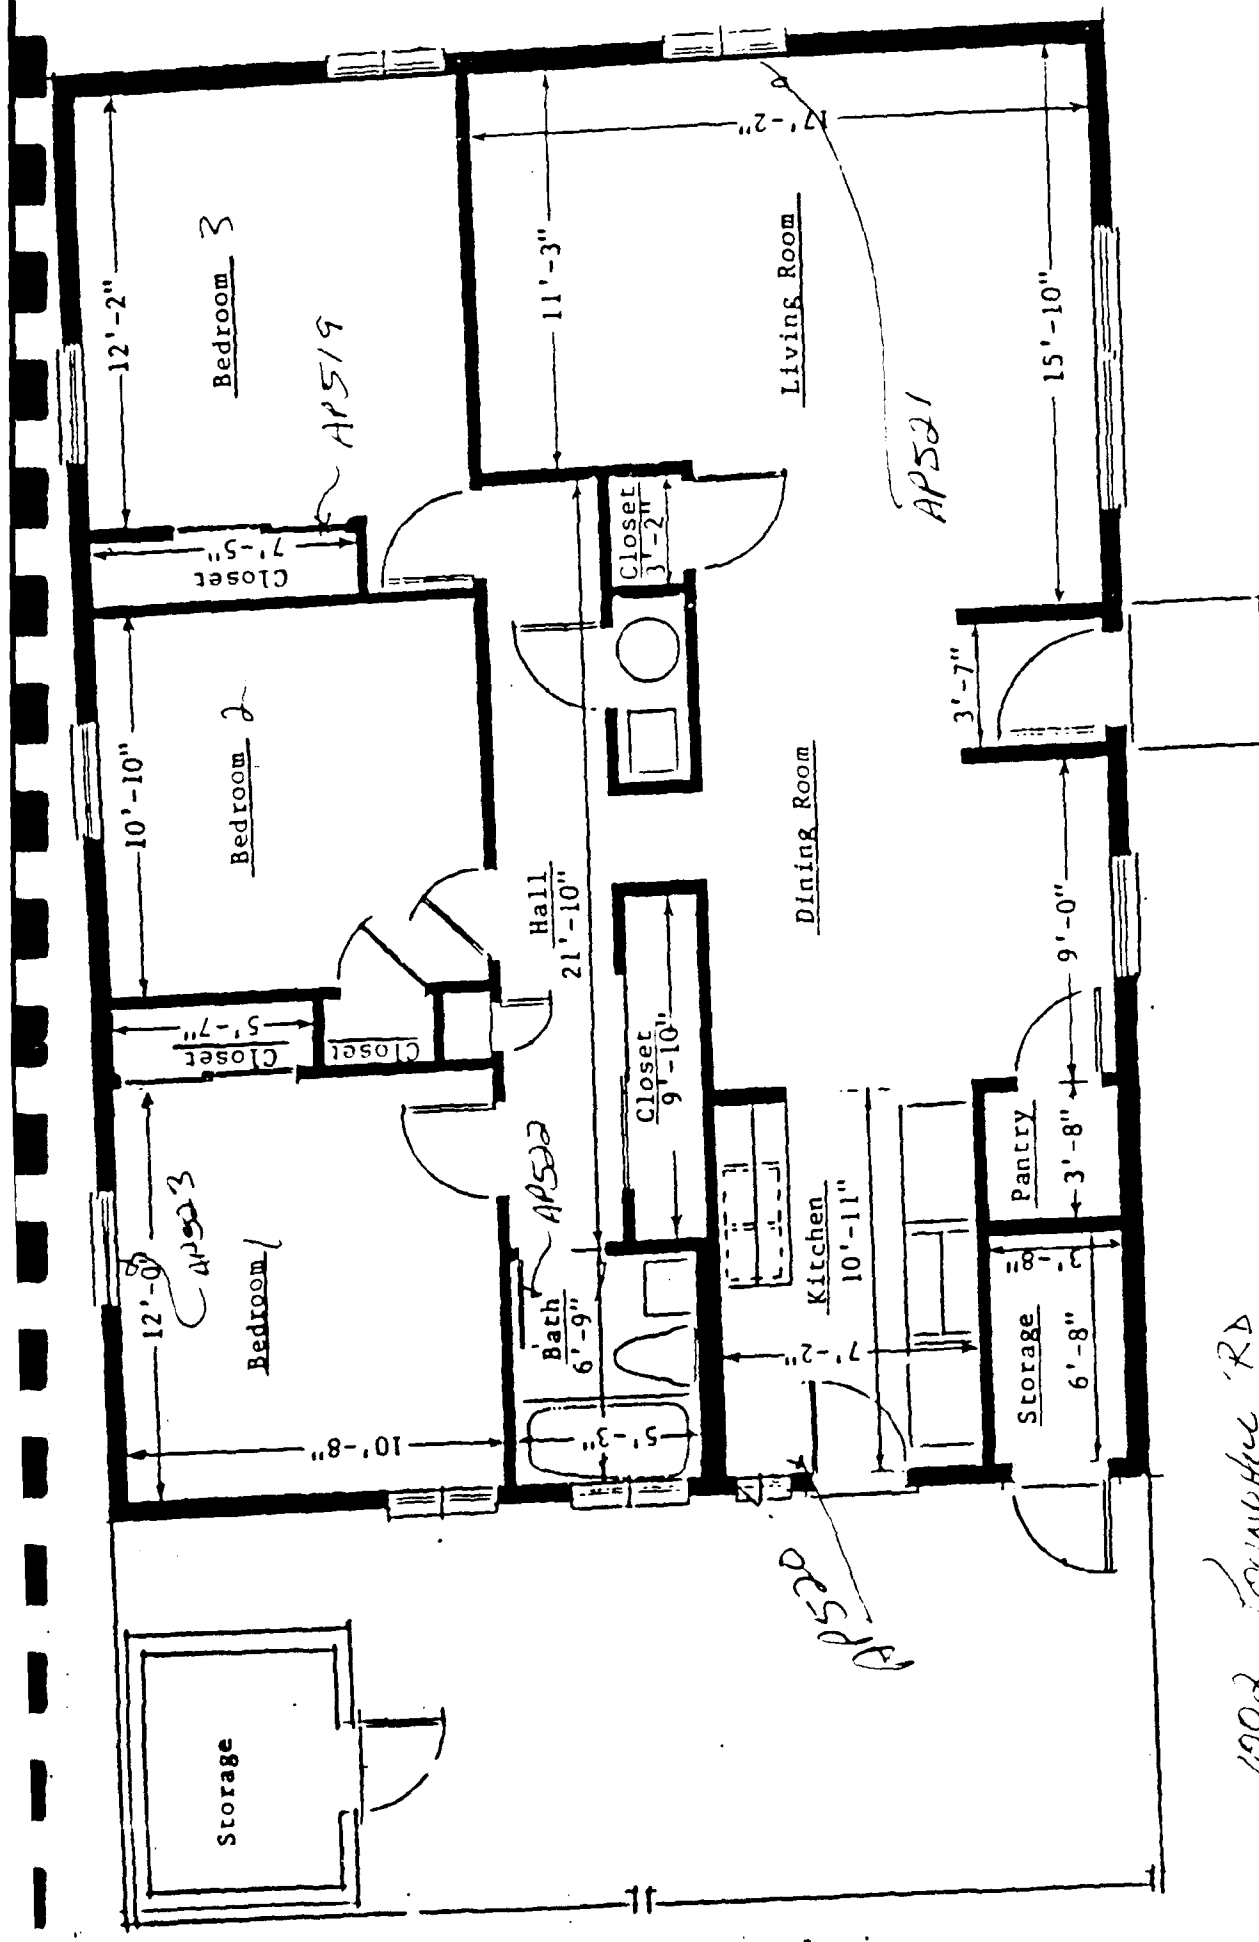 Storage
12'-0"
AP523
Bedroom 1
10'-8"
Closet
5'-7"
Closet
10'-10"
Bedroom 2
Closet
7'-5"
12'-2"
Bedroom 3
AP519
Bath
6'-9"
5'-3"
AP522
Hall
21'-10"
Closet
9'-10"
Closet
3'-2"
11'-3"
17'-2"
Living Room
15'-10"
AP521
AP520
Kitchen
10'-11"
7'-2"
Dining Room
9'-0"
3'-7"
Pantry
3'-8"
Storage
6'-8"
3'-8"
RD